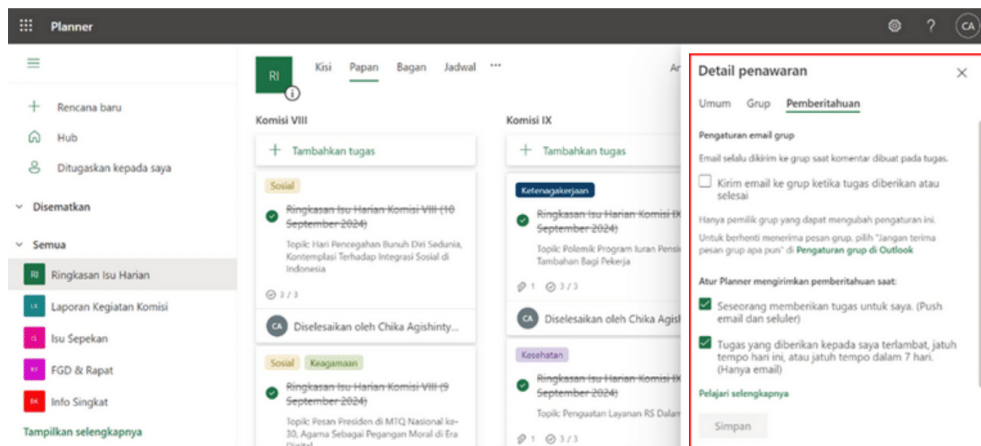 Planner
?
CA
Rencana baru
Hub
Ditugaskan kepada saya
Disematkan
Semua
RI
Ringkasan Isu Harian
LK
Laporan Kegiatan Komisi
IS
Isu Sepekan
FGD & Rapat
Info Singkat
Tampilkan selengkapnya
RI
Kisi Papan Bagan Jadwal ...
Komisi VIII
+ Tambahkan tugas
Sosial
Ringkasan Isu Harian Komisi VIII (10
September 2024)
Topik: Hari Pencegahan Bunuh Diri Sedunia,
Kontemplasi Terhadap Integrasi Sosial di
Indonesia
3 / 3
CA Diselesaikan oleh Chika Agishinty...
Sosial Keagamaan
Ringkasan Isu Harian Komisi VIII (9
September 2024)
Topik: Pesan Presiden di MTQ Nasional ke-
30, Agama Sebagai Pegangan Moral di Era
Digital
Komisi IX
+ Tambahkan tugas
Ketenagakerjaan
Ringkasan Isu Harian Komisi IX
September 2024)
Topik: Polemik Program Iuran Pensi
Tambahan Bagi Pekerja
1 3 / 3
CA Diselesaikan oleh Chika Agisl
Kesehatan
Ringkasan Isu Harian Komisi IX
September 2024)
Topik: Penguatan Layanan RS Dalam
1 3 / 3
Ar
Detail penawaran
Umum Grup Pemberitahuan
Pengaturan email grup
Email selalu dikirim ke grup saat komentar dibuat pada tugas.
Kirim email ke grup ketika tugas diberikan atau
selesai
Hanya pemilik grup yang dapat mengubah pengaturan ini.
Untuk berhenti menerima pesan grup, pilih "Jangan terima
pesan grup apa pun" di Pengaturan grup di Outlook
Atur Planner mengirimkan pemberitahuan saat:
Seseorang memberikan tugas untuk saya. (Push
email dan seluler)
Tugas yang diberikan kepada saya terlambat, jatuh
tempo hari ini, atau jatuh tempo dalam 7 hari.
(Hanya email)
Pelajari selengkapnya
Simpan